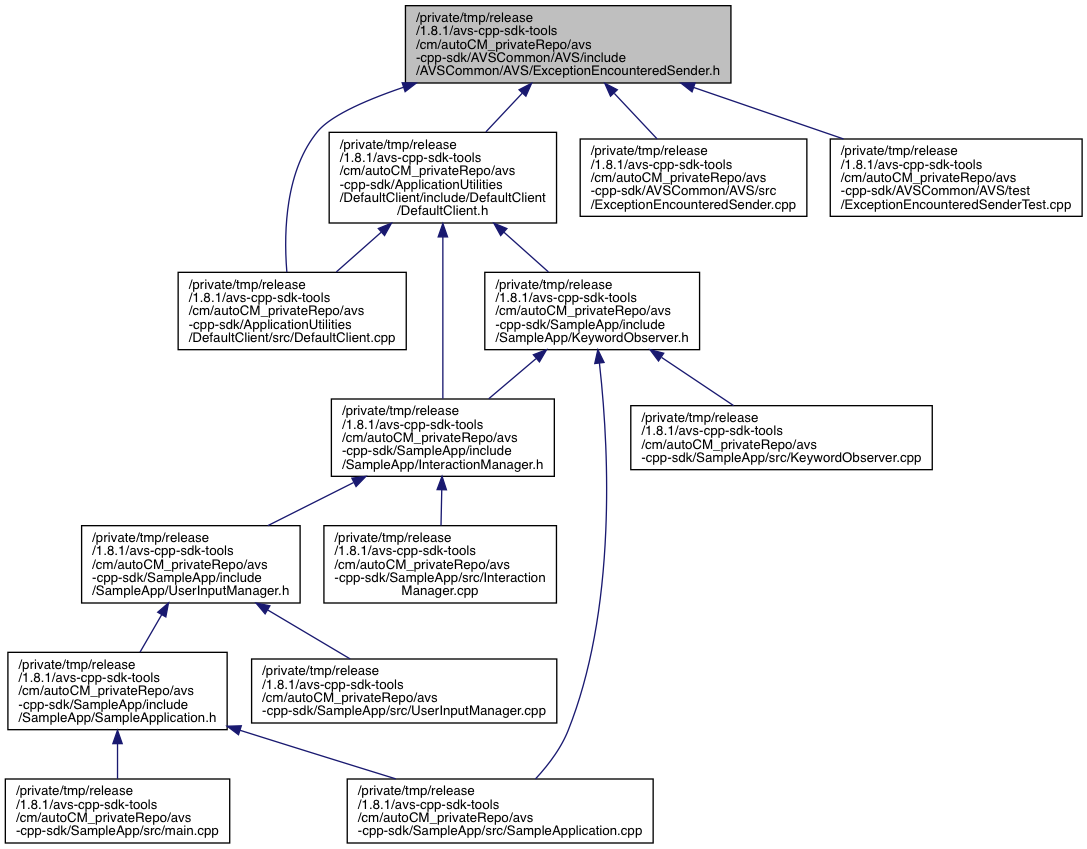 /private/tmp/release
/1.8.1/avs-cpp-sdk-tools
/cm/autoCM_privateRepo/avs
-cpp-sdk/AVSCommon/AVS/include
/AVSCommon/AVS/ExceptionEncounteredSender.h
/private/tmp/release
/1.8.1/avs-cpp-sdk-tools
/cm/autoCM_privateRepo/avs
-cpp-sdk/ApplicationUtilities
/DefaultClient/include/DefaultClient
/DefaultClient.h
/private/tmp/release
/1.8.1/avs-cpp-sdk-tools
/cm/autoCM_privateRepo/avs
-cpp-sdk/AVSCommon/AVS/src
/ExceptionEncounteredSender.cpp
/private/tmp/release
/1.8.1/avs-cpp-sdk-tools
/cm/autoCM_privateRepo/avs
-cpp-sdk/AVSCommon/AVS/test
/ExceptionEncounteredSenderTest.cpp
/private/tmp/release
/1.8.1/avs-cpp-sdk-tools
/cm/autoCM_privateRepo/avs
-cpp-sdk/ApplicationUtilities
/DefaultClient/src/DefaultClient.cpp
/private/tmp/release
/1.8.1/avs-cpp-sdk-tools
/cm/autoCM_privateRepo/avs
-cpp-sdk/SampleApp/include
/SampleApp/KeywordObserver.h
/private/tmp/release
/1.8.1/avs-cpp-sdk-tools
/cm/autoCM_privateRepo/avs
-cpp-sdk/SampleApp/include
/SampleApp/InteractionManager.h
/private/tmp/release
/1.8.1/avs-cpp-sdk-tools
/cm/autoCM_privateRepo/avs
-cpp-sdk/SampleApp/src/KeywordObserver.cpp
/private/tmp/release
/1.8.1/avs-cpp-sdk-tools
/cm/autoCM_privateRepo/avs
-cpp-sdk/SampleApp/include
/SampleApp/UserInputManager.h
/private/tmp/release
/1.8.1/avs-cpp-sdk-tools
/cm/autoCM_privateRepo/avs
-cpp-sdk/SampleApp/src/Interaction
Manager.cpp
/private/tmp/release
/1.8.1/avs-cpp-sdk-tools
/cm/autoCM_privateRepo/avs
-cpp-sdk/SampleApp/include
/SampleApp/SampleApplication.h
/private/tmp/release
/1.8.1/avs-cpp-sdk-tools
/cm/autoCM_privateRepo/avs
-cpp-sdk/SampleApp/src/UserInputManager.cpp
/private/tmp/release
/1.8.1/avs-cpp-sdk-tools
/cm/autoCM_privateRepo/avs
-cpp-sdk/SampleApp/src/main.cpp
/private/tmp/release
/1.8.1/avs-cpp-sdk-tools
/cm/autoCM_privateRepo/avs
-cpp-sdk/SampleApp/src/SampleApplication.cpp